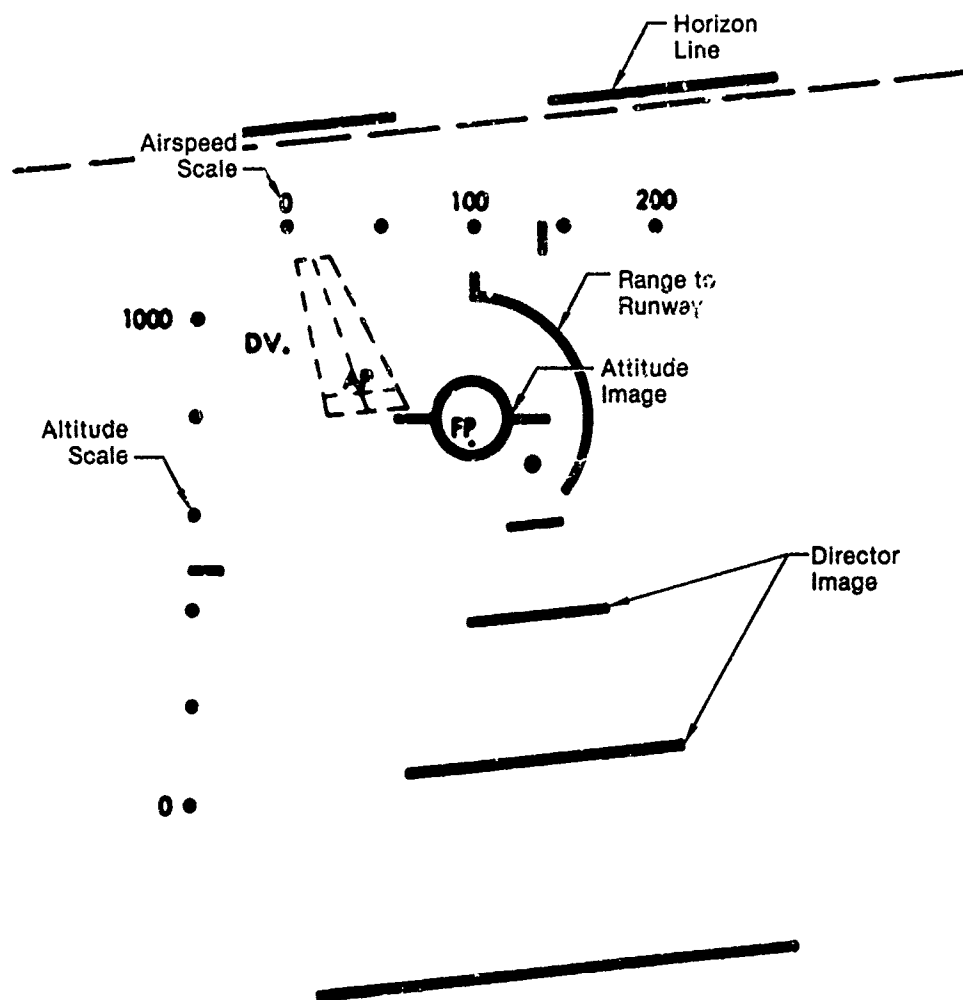 Horizon
Line
Airspeed
Scale
0
100
200
Range to
Runway
1000
DV.
AP
Attitude
Image
FP.
Altitude
Scale
Director
Image
0